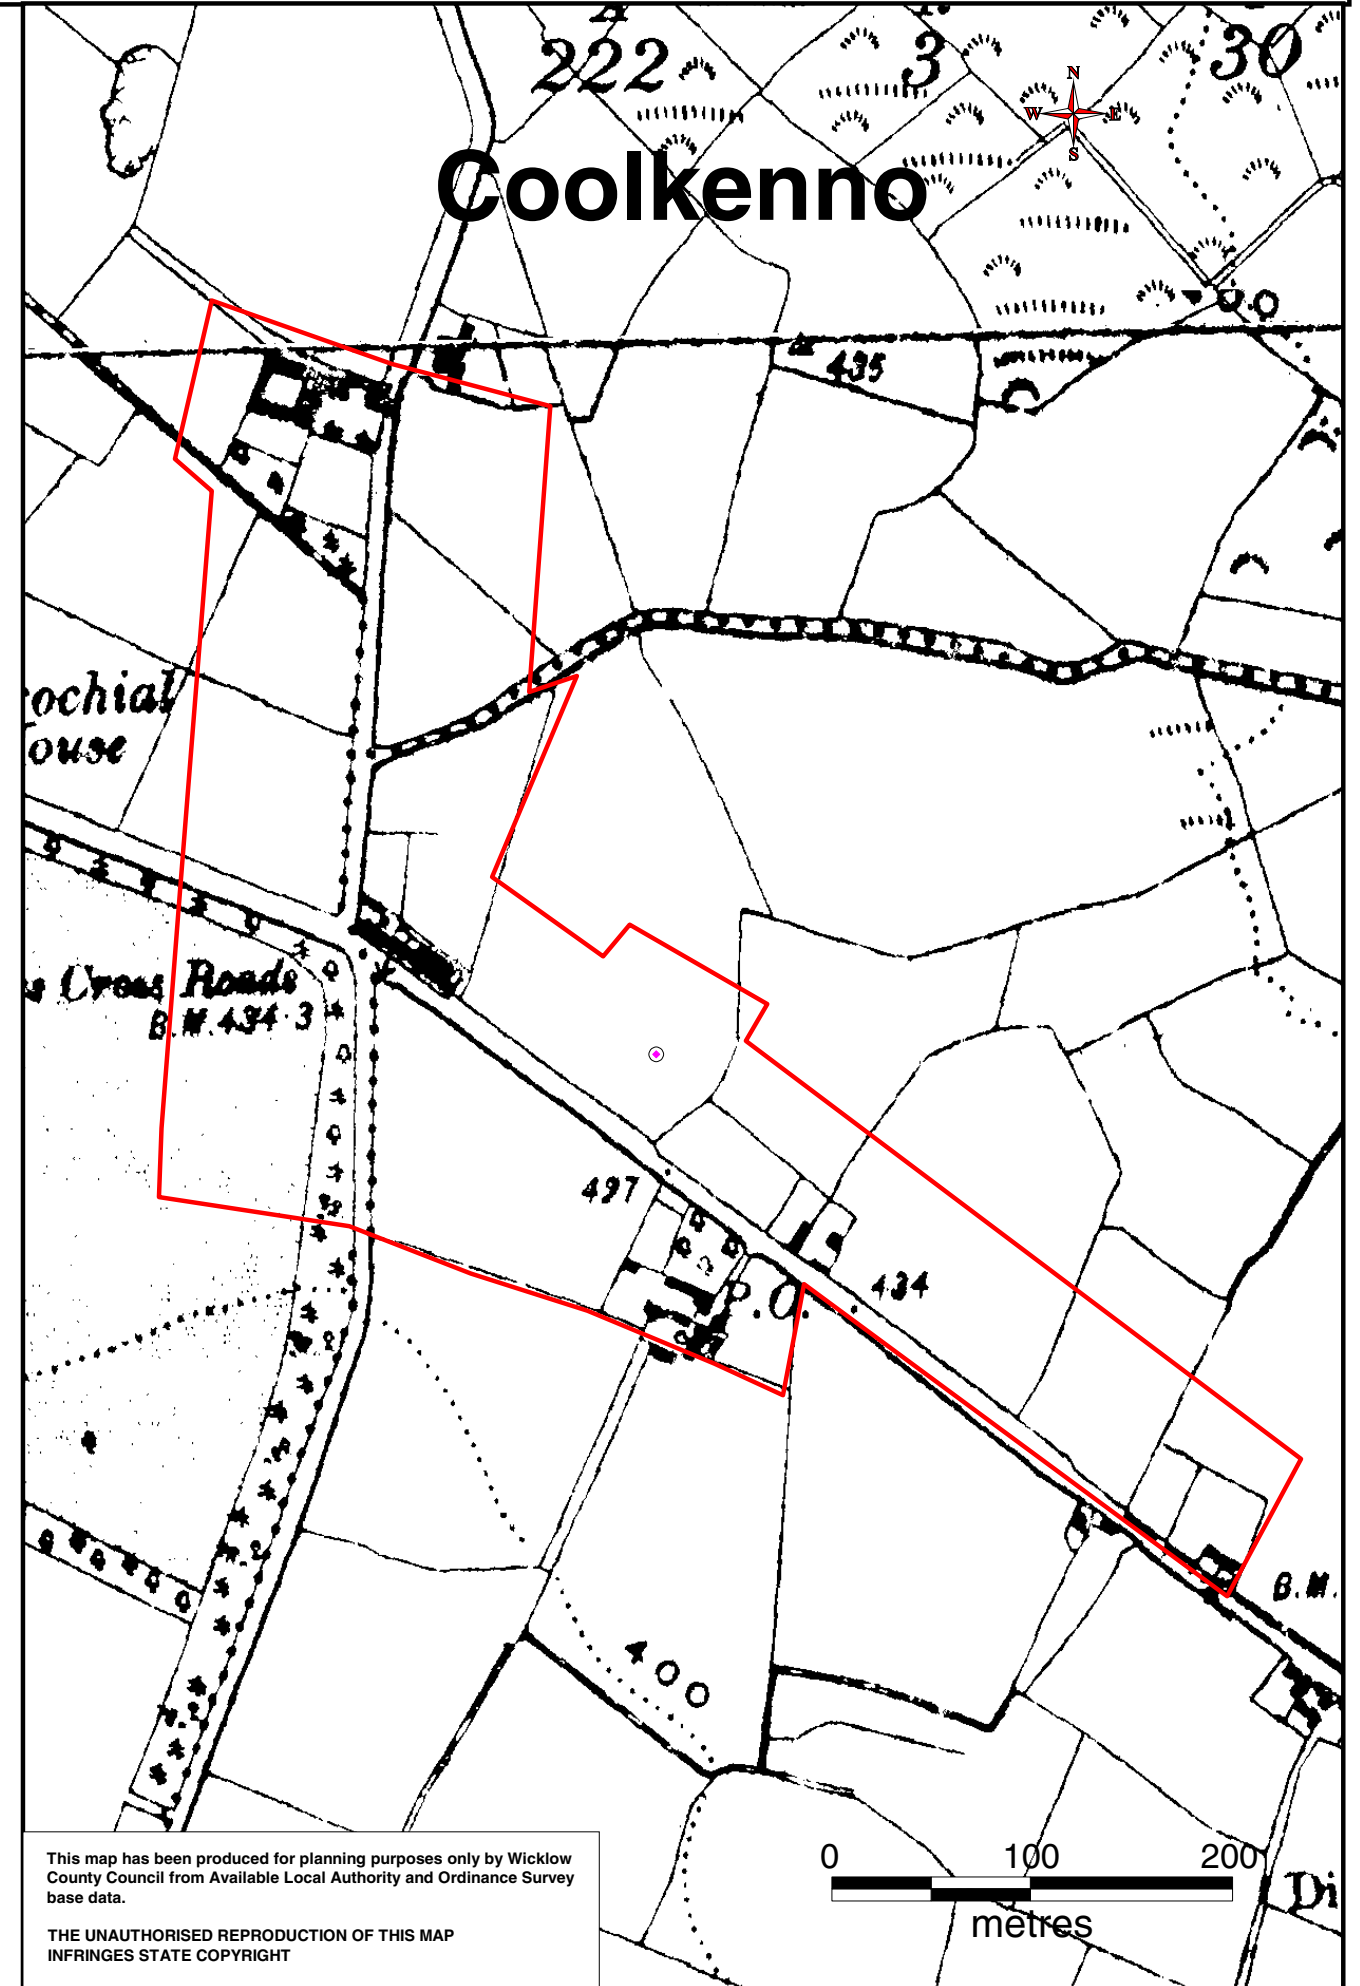 222
3
30
N
W E
S
Coolkenno
435
ochial
ouse
s Cross Roads
B.M. 434·3
497
P.O.
434
B.M.
400
0 100 200
metres
Di
This map has been produced for planning purposes only by Wicklow
County Council from Available Local Authority and Ordinance Survey
base data.
THE UNAUTHORISED REPRODUCTION OF THIS MAP
INFRINGES STATE COPYRIGHT